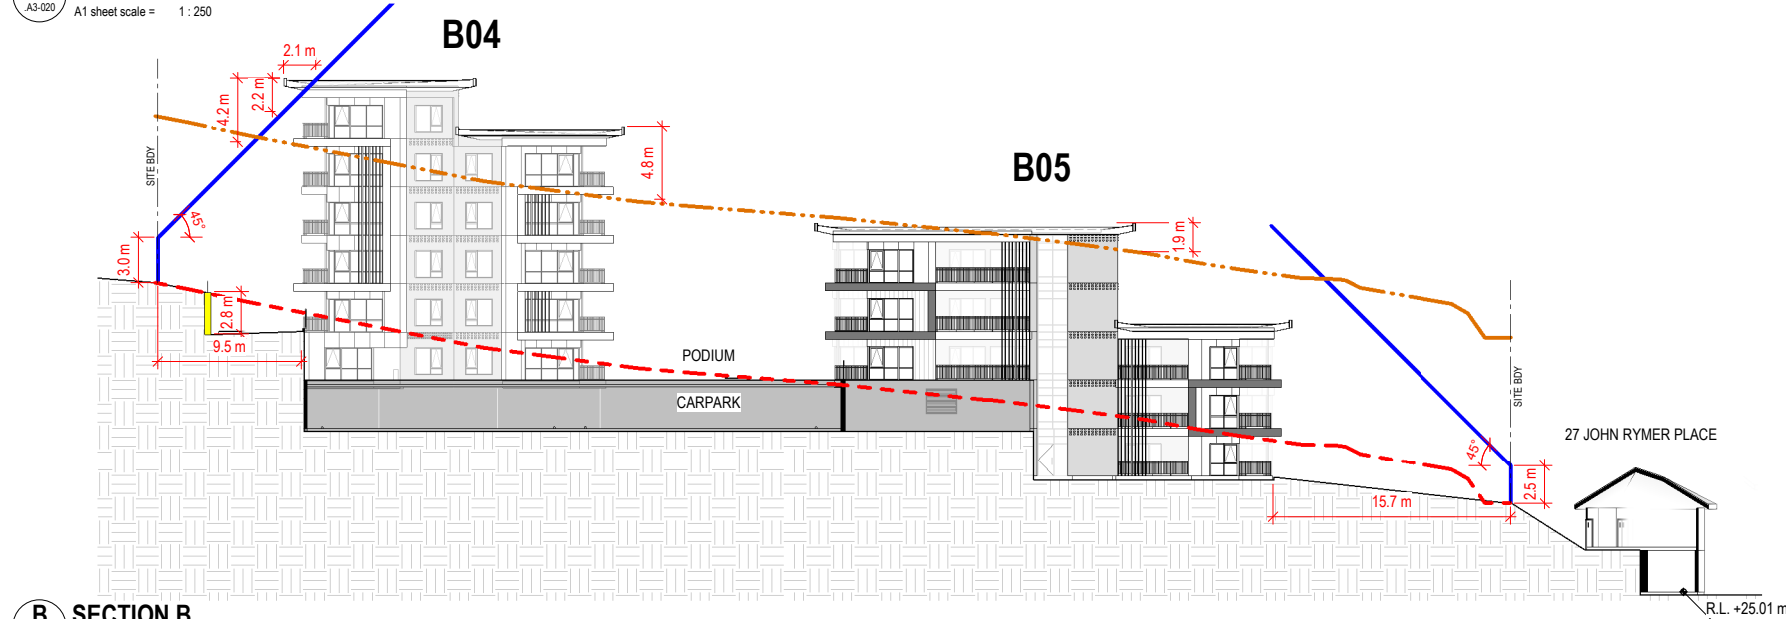 .A3-020
A1 sheet scale = 1 : 250
B04
2.1 m
4.2 m
2.2 m
SITE BDY
45°
3.0 m
2.8 m
9.5 m
4.8 m
B05
1.9 m
PODIUM
CARPARK
SITE BDY
45°
2.5 m
15.7 m
27 JOHN RYMER PLACE
R.L. +25.01 m
B SECTION B